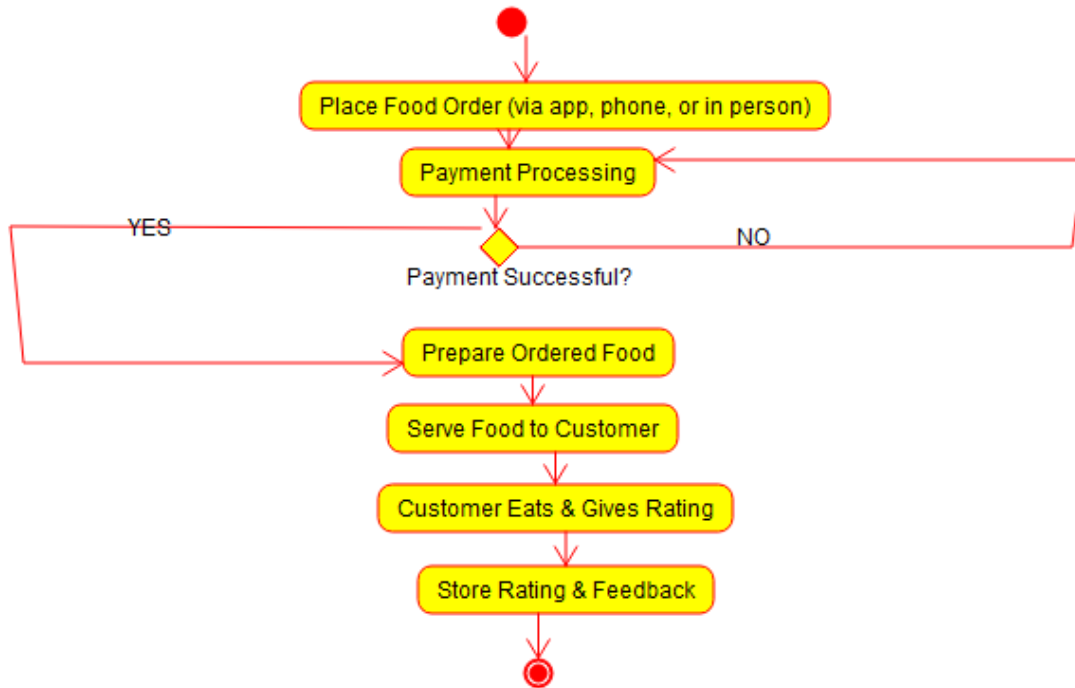 Place Food Order (via app, phone, or in person)
Payment Processing
YES
NO
Payment Successful?
Prepare Ordered Food
Serve Food to Customer
Customer Eats & Gives Rating
Store Rating & Feedback